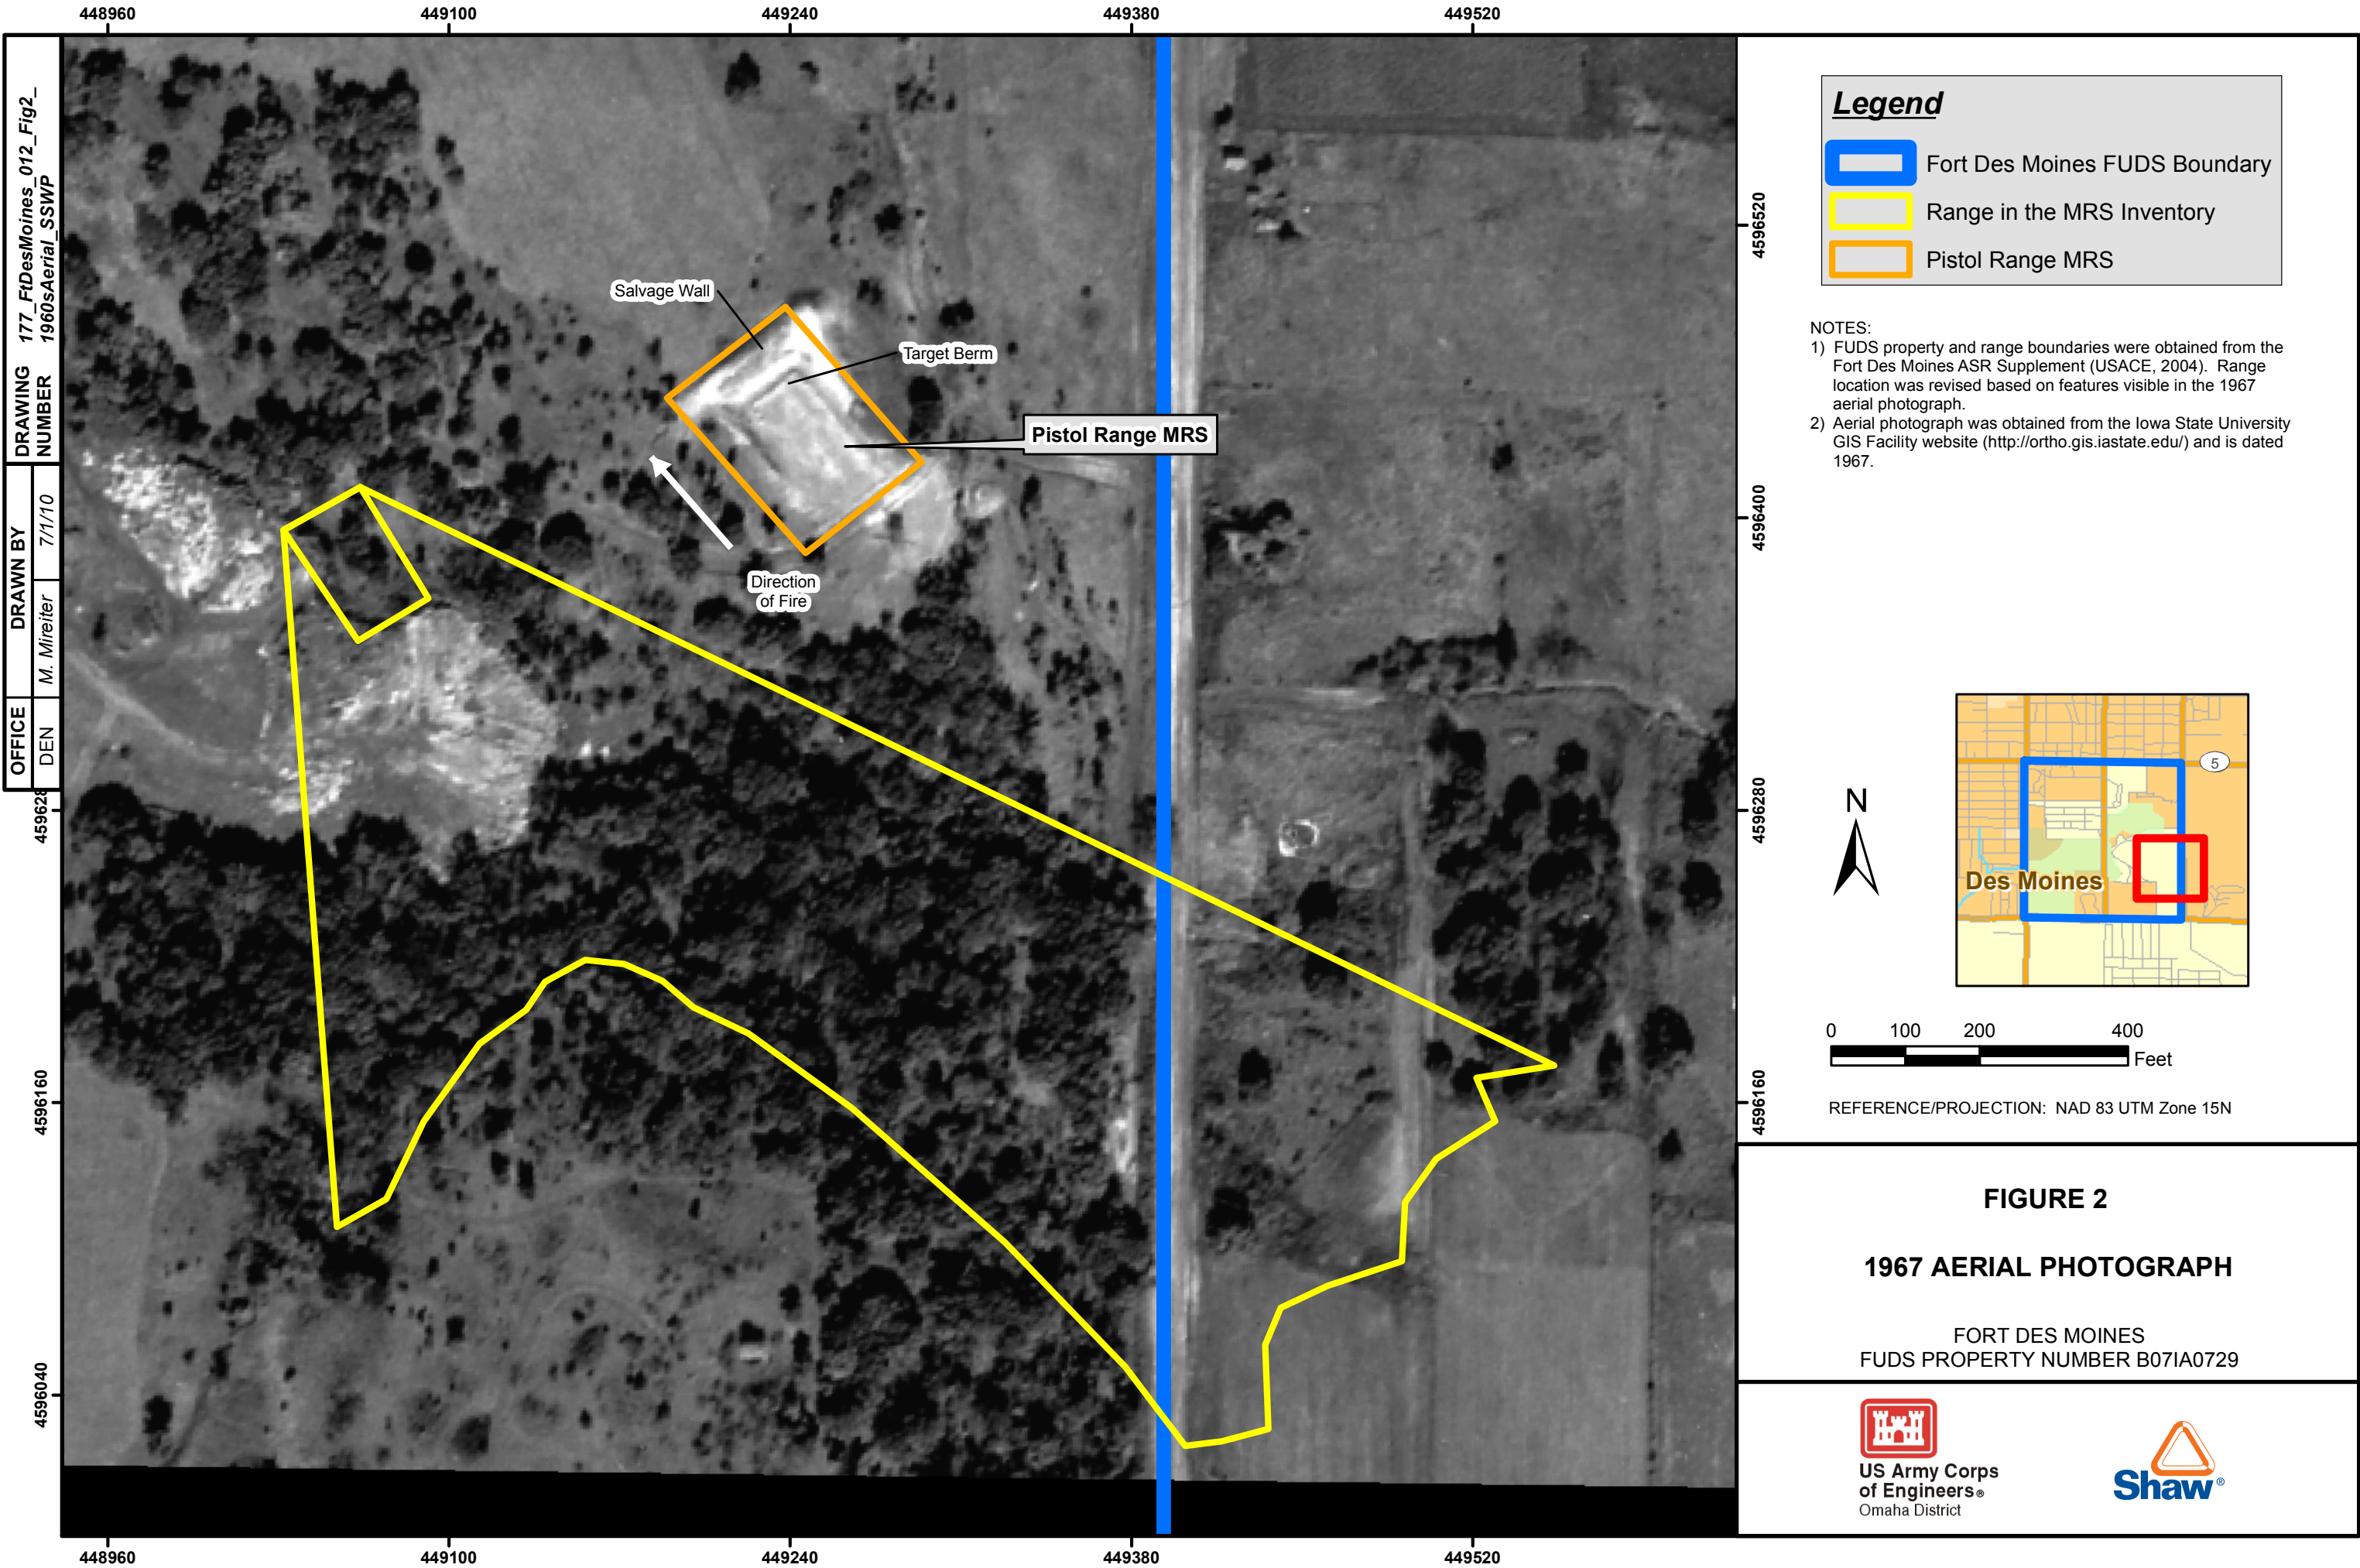 448960
449100
449240
449380
449520
DRAWING NUMBER
177_FtDesMoines_012_Fig2_
1960sAerial_SSWP
DRAWN BY
M. Mireiter
7/1/10
OFFICE
DEN
459628
4596160
4596040
Salvage Wall
Target Berm
Pistol Range MRS
Direction
of Fire
4596520
4596400
4596280
4596160
448960
449100
449240
449380
449520
Legend
Fort Des Moines FUDS Boundary
Range in the MRS Inventory
Pistol Range MRS
NOTES:
1) FUDS property and range boundaries were obtained from the
Fort Des Moines ASR Supplement (USACE, 2004). Range
location was revised based on features visible in the 1967
aerial photograph.
2) Aerial photograph was obtained from the Iowa State University
GIS Facility website (http://ortho.gis.iastate.edu/) and is dated
1967.
5
Des Moines
N
0 100 200 400
Feet
REFERENCE/PROJECTION: NAD 83 UTM Zone 15N
FIGURE 2
1967 AERIAL PHOTOGRAPH
FORT DES MOINES
FUDS PROPERTY NUMBER B07IA0729
US Army Corps
of Engineers®
Omaha District
Shaw®